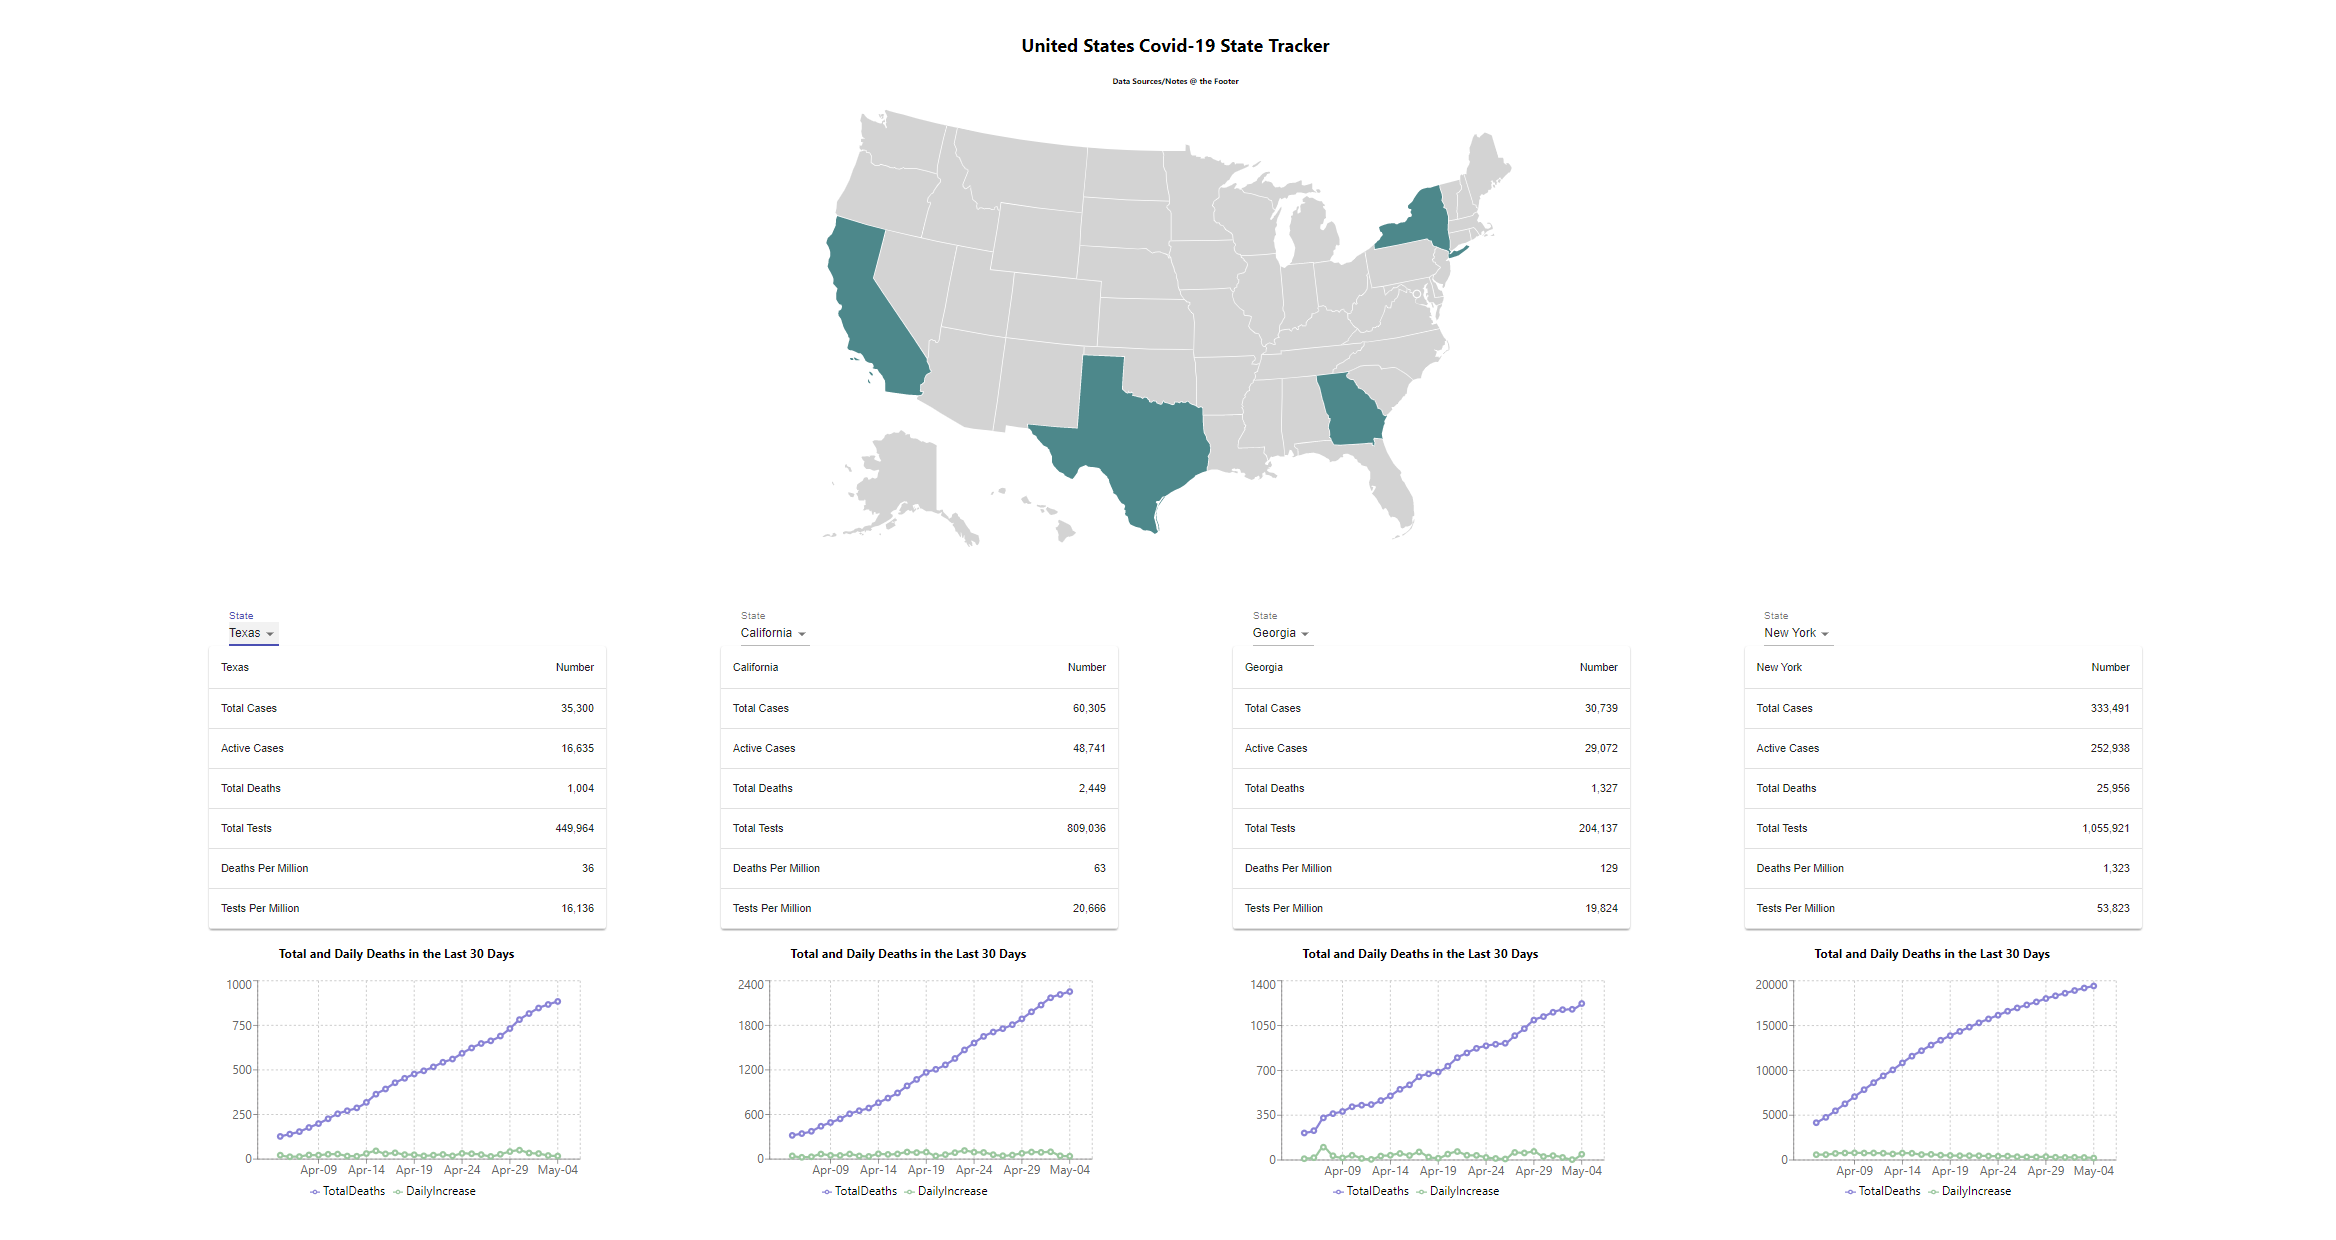 United States Covid-19 State Tracker
Data Sources/Notes @ the Footer
State
Texas
Texas Number
Total Cases 35,300
Active Cases 16,635
Total Deaths 1,004
Total Tests 449,964
Deaths Per Million 36
Tests Per Million 16,136
Total and Daily Deaths in the Last 30 Days
1000
750
500
250
0
Apr-09 Apr-14 Apr-19 Apr-24 Apr-29 May-04
TotalDeaths DailyIncrease
State
California
California Number
Total Cases 60,305
Active Cases 48,741
Total Deaths 2,449
Total Tests 809,036
Deaths Per Million 63
Tests Per Million 20,666
Total and Daily Deaths in the Last 30 Days
2400
1800
1200
600
0
Apr-09 Apr-14 Apr-19 Apr-24 Apr-29 May-04
TotalDeaths DailyIncrease
State
Georgia
Georgia Number
Total Cases 30,739
Active Cases 29,072
Total Deaths 1,327
Total Tests 204,137
Deaths Per Million 129
Tests Per Million 19,824
Total and Daily Deaths in the Last 30 Days
1400
1050
700
350
0
Apr-09 Apr-14 Apr-19 Apr-24 Apr-29 May-04
TotalDeaths DailyIncrease
State
New York
New York Number
Total Cases 333,491
Active Cases 252,938
Total Deaths 25,956
Total Tests 1,055,921
Deaths Per Million 1,323
Tests Per Million 53,823
Total and Daily Deaths in the Last 30 Days
20000
15000
10000
5000
0
Apr-09 Apr-14 Apr-19 Apr-24 Apr-29 May-04
TotalDeaths DailyIncrease